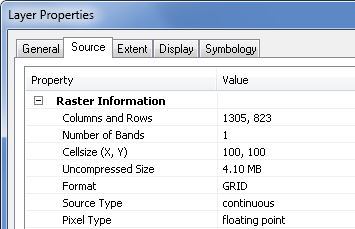 Layer Properties
General Source Extent Display Symbology
Property Value
Raster Information
Columns and Rows 1305, 823
Number of Bands 1
Cellsize (X, Y) 100, 100
Uncompressed Size 4.10 MB
Format GRID
Source Type continuous
Pixel Type floating point